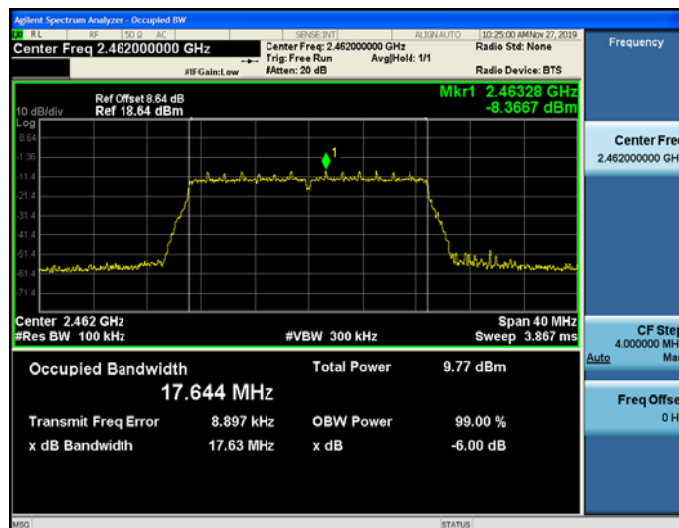 Agilent Spectrum Analyzer - Occupied BW
RL RF 50 Ω AC SENSE:INT ALIGN AUTO 10:25:00 AM Nov 27, 2019
Center Freq 2.462000000 GHz
Center Freq: 2.462000000 GHz
Radio Std: None
Trig: Free Run Avg|Hold: 1/1
#IFGain:Low #Atten: 20 dB Radio Device: BTS
Frequency
Ref Offset 8.64 dB
10 dB/div Ref 18.64 dBm
Mkr1 2.46328 GHz
-8.3667 dBm
Log
8.64
-1.36
-11.4
-21.4
-31.4
-41.4
-51.4
-61.4
-71.4
1
Center 2.462 GHz Span 40 MHz
#Res BW 100 kHz #VBW 300 kHz Sweep 3.867 ms
Occupied Bandwidth Total Power 9.77 dBm
17.644 MHz
Transmit Freq Error 8.897 kHz OBW Power 99.00 %
x dB Bandwidth 17.63 MHz x dB -6.00 dB
Center Fre
2.462000000 GH
CF Step
4.000000 MH
Auto Ma
Freq Offse
0 H
MSG STATUS